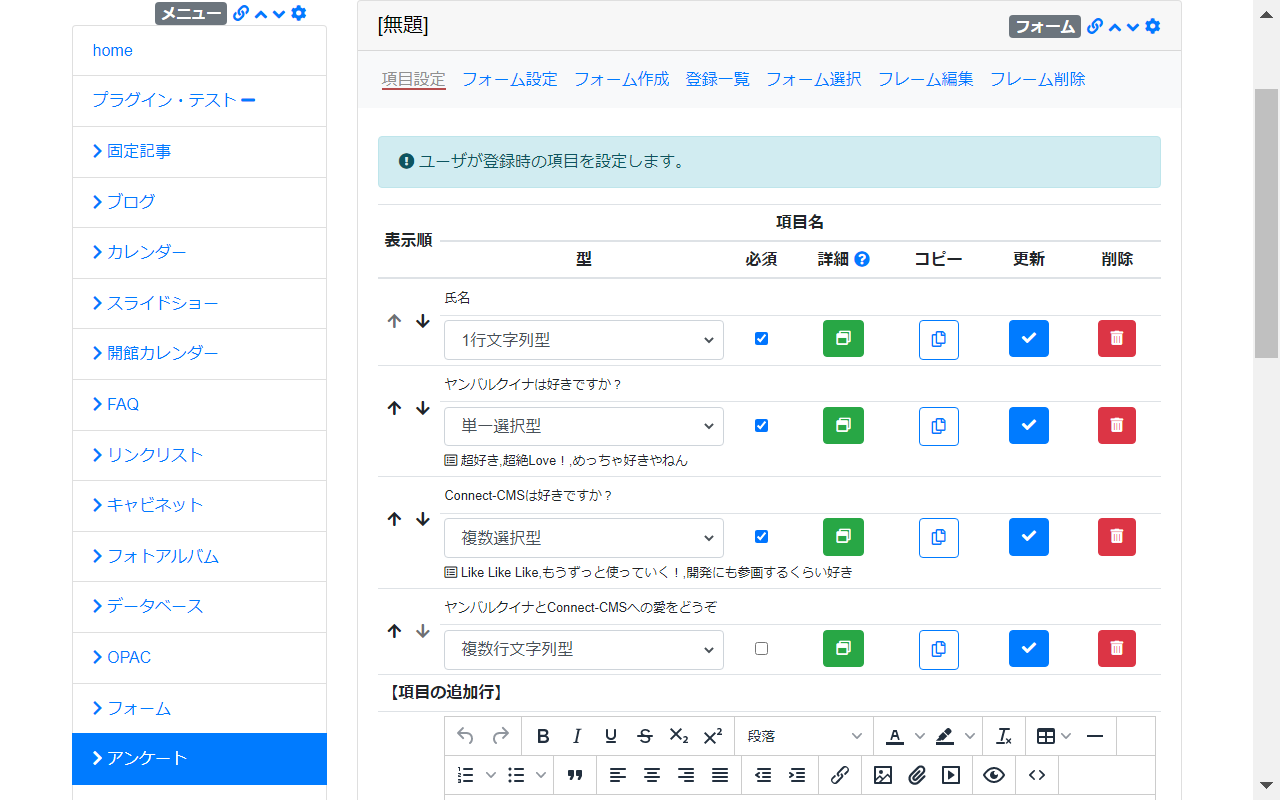 メニュー
home
プラグイン・テスト
固定記事
ブログ
カレンダー
スライドショー
開館カレンダー
FAQ
リンクリスト
キャビネット
フォトアルバム
データベース
OPAC
フォーム
アンケート
[無題]
フォーム
項目設定 フォーム設定 フォーム作成 登録一覧 フォーム選択 フレーム編集 フレーム削除
ユーザが登録時の項目を設定します。
表示順 項目名
型 必須 詳細 コピー 更新 削除
氏名
1行文字列型
ヤンバルクイナは好きですか?
単一選択型
超好き,超絶Love!,めっちゃ好きやねん
Connect-CMSは好きですか?
複数選択型
Like Like Like,もうずっと使っていく!,開発にも参画するくらい好き
ヤンバルクイナとConnect-CMSへの愛をどうぞ
複数行文字列型
【項目の追加行】
段落